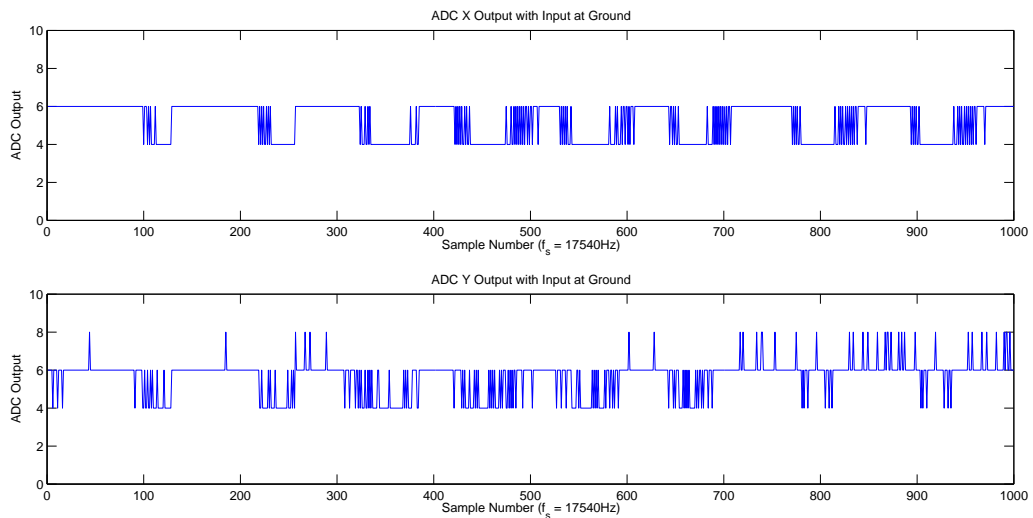 ADC X Output with Input at Ground
10
8
6
4
2
0
ADC Output
0 100 200 300 400 500 600 700 800 900 1000
Sample Number (f_s = 17540Hz)
ADC Y Output with Input at Ground
10
8
6
4
2
0
ADC Output
0 100 200 300 400 500 600 700 800 900 1000
Sample Number (f_s = 17540Hz)